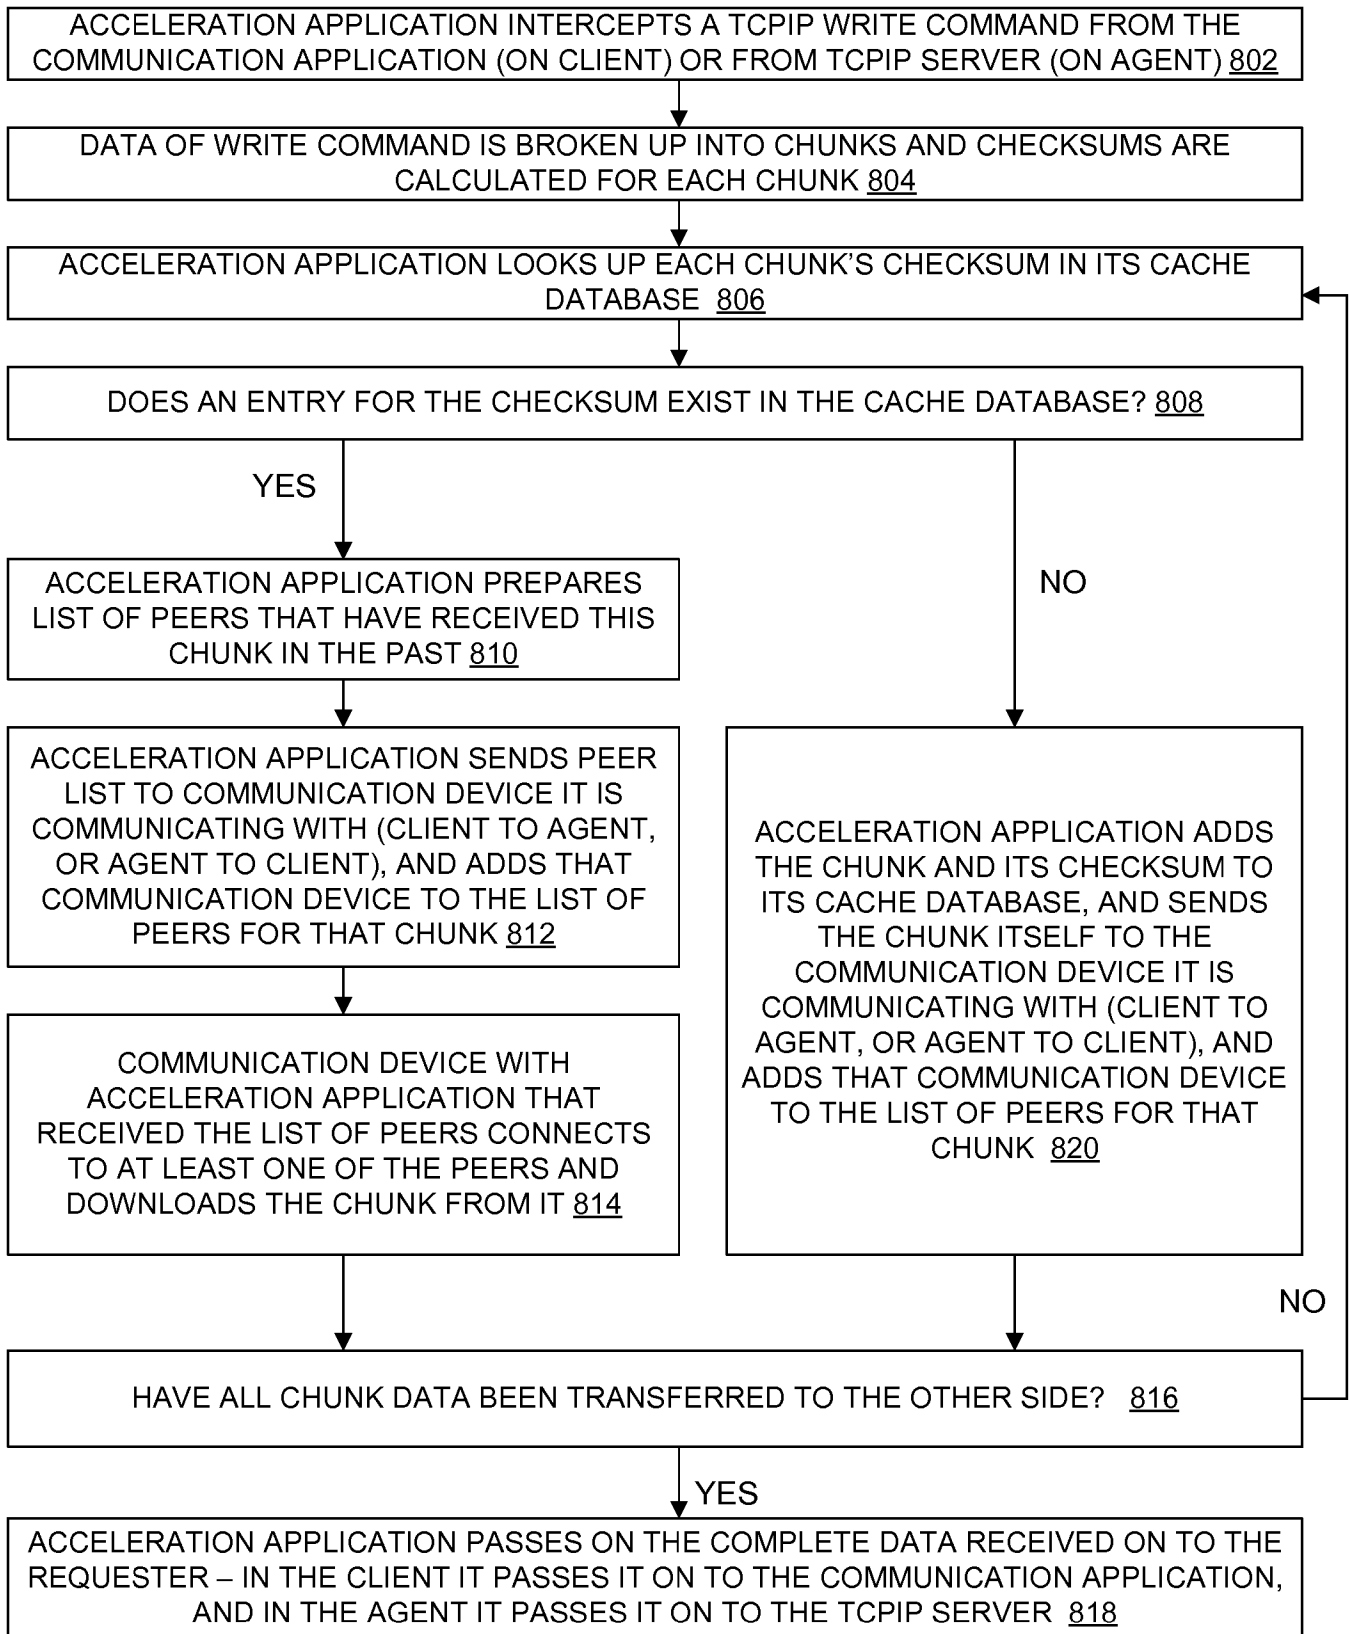 ACCELERATION APPLICATION INTERCEPTS A TCPIP WRITE COMMAND FROM THE
COMMUNICATION APPLICATION (ON CLIENT) OR FROM TCPIP SERVER (ON AGENT) 802
DATA OF WRITE COMMAND IS BROKEN UP INTO CHUNKS AND CHECKSUMS ARE
CALCULATED FOR EACH CHUNK 804
ACCELERATION APPLICATION LOOKS UP EACH CHUNK'S CHECKSUM IN ITS CACHE
DATABASE 806
DOES AN ENTRY FOR THE CHECKSUM EXIST IN THE CACHE DATABASE? 808
YES
NO
ACCELERATION APPLICATION PREPARES
LIST OF PEERS THAT HAVE RECEIVED THIS
CHUNK IN THE PAST 810
ACCELERATION APPLICATION SENDS PEER
LIST TO COMMUNICATION DEVICE IT IS
COMMUNICATING WITH (CLIENT TO AGENT,
OR AGENT TO CLIENT), AND ADDS THAT
COMMUNICATION DEVICE TO THE LIST OF
PEERS FOR THAT CHUNK 812
COMMUNICATION DEVICE WITH
ACCELERATION APPLICATION THAT
RECEIVED THE LIST OF PEERS CONNECTS
TO AT LEAST ONE OF THE PEERS AND
DOWNLOADS THE CHUNK FROM IT 814
ACCELERATION APPLICATION ADDS
THE CHUNK AND ITS CHECKSUM TO
ITS CACHE DATABASE, AND SENDS
THE CHUNK ITSELF TO THE
COMMUNICATION DEVICE IT IS
COMMUNICATING WITH (CLIENT TO
AGENT, OR AGENT TO CLIENT), AND
ADDS THAT COMMUNICATION DEVICE
TO THE LIST OF PEERS FOR THAT
CHUNK 820
NO
HAVE ALL CHUNK DATA BEEN TRANSFERRED TO THE OTHER SIDE? 816
YES
ACCELERATION APPLICATION PASSES ON THE COMPLETE DATA RECEIVED ON TO THE
REQUESTER – IN THE CLIENT IT PASSES IT ON TO THE COMMUNICATION APPLICATION,
AND IN THE AGENT IT PASSES IT ON TO THE TCPIP SERVER 818